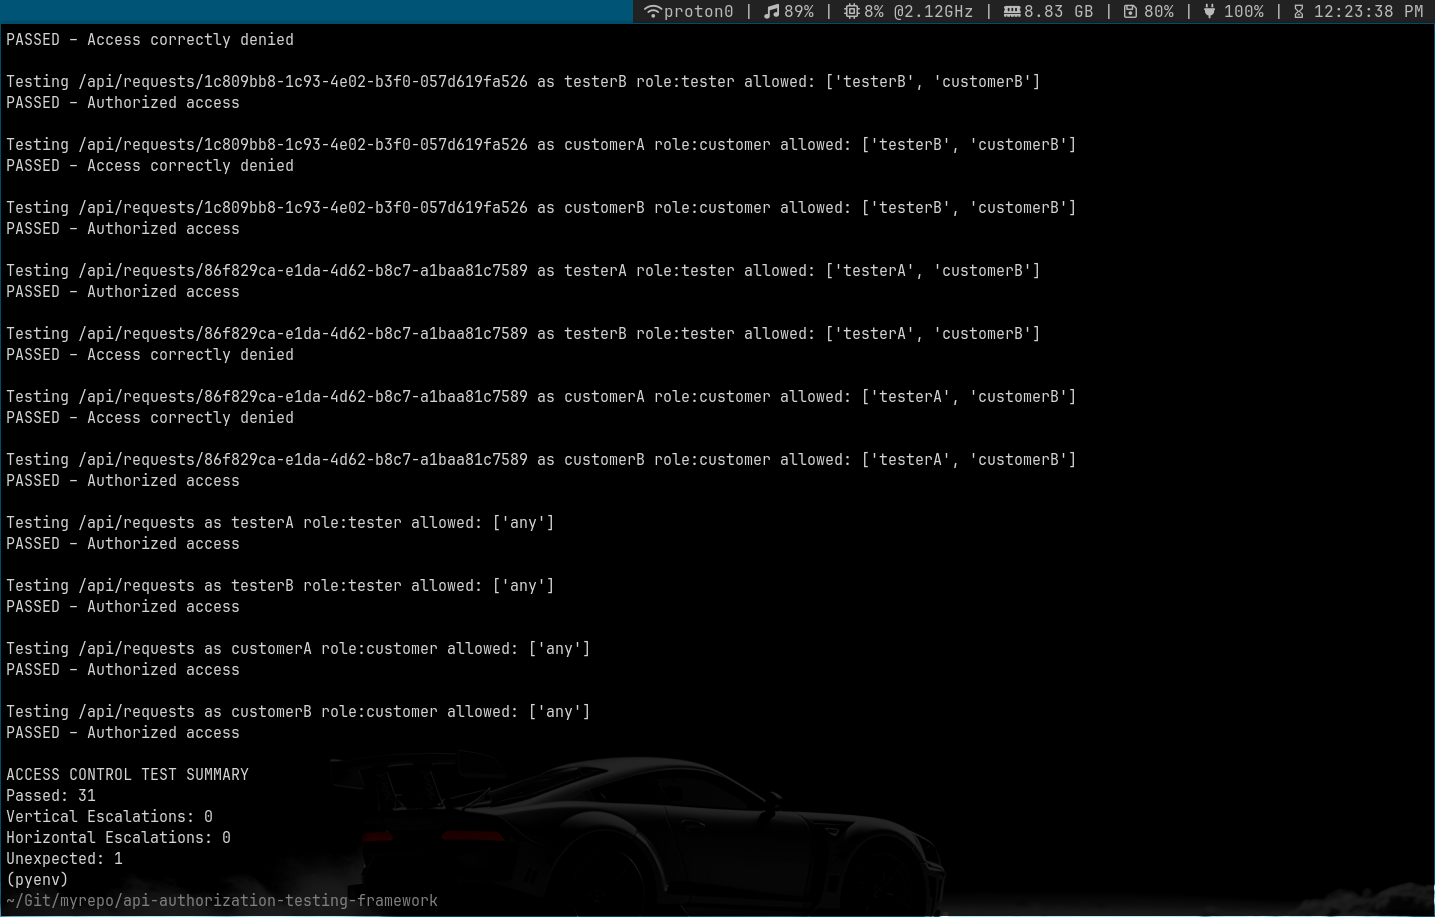 proton0 | 89% | 8% @2.12GHz | 8.83 GB | 80% | 100% | 12:23:38 PM
PASSED – Access correctly denied
Testing /api/requests/1c809bb8-1c93-4e02-b3f0-057d619fa526 as testerB role:tester allowed: ['testerB', 'customerB']
PASSED – Authorized access
Testing /api/requests/1c809bb8-1c93-4e02-b3f0-057d619fa526 as customerA role:customer allowed: ['testerB', 'customerB']
PASSED – Access correctly denied
Testing /api/requests/1c809bb8-1c93-4e02-b3f0-057d619fa526 as customerB role:customer allowed: ['testerB', 'customerB']
PASSED – Authorized access
Testing /api/requests/86f829ca-e1da-4d62-b8c7-a1baa81c7589 as testerA role:tester allowed: ['testerA', 'customerB']
PASSED – Authorized access
Testing /api/requests/86f829ca-e1da-4d62-b8c7-a1baa81c7589 as testerB role:tester allowed: ['testerA', 'customerB']
PASSED – Access correctly denied
Testing /api/requests/86f829ca-e1da-4d62-b8c7-a1baa81c7589 as customerA role:customer allowed: ['testerA', 'customerB']
PASSED – Access correctly denied
Testing /api/requests/86f829ca-e1da-4d62-b8c7-a1baa81c7589 as customerB role:customer allowed: ['testerA', 'customerB']
PASSED – Authorized access
Testing /api/requests as testerA role:tester allowed: ['any']
PASSED – Authorized access
Testing /api/requests as testerB role:tester allowed: ['any']
PASSED – Authorized access
Testing /api/requests as customerA role:customer allowed: ['any']
PASSED – Authorized access
Testing /api/requests as customerB role:customer allowed: ['any']
PASSED – Authorized access
ACCESS CONTROL TEST SUMMARY
Passed: 31
Vertical Escalations: 0
Horizontal Escalations: 0
Unexpected: 1
(pyenv)
~/Git/myrepo/api-authorization-testing-framework